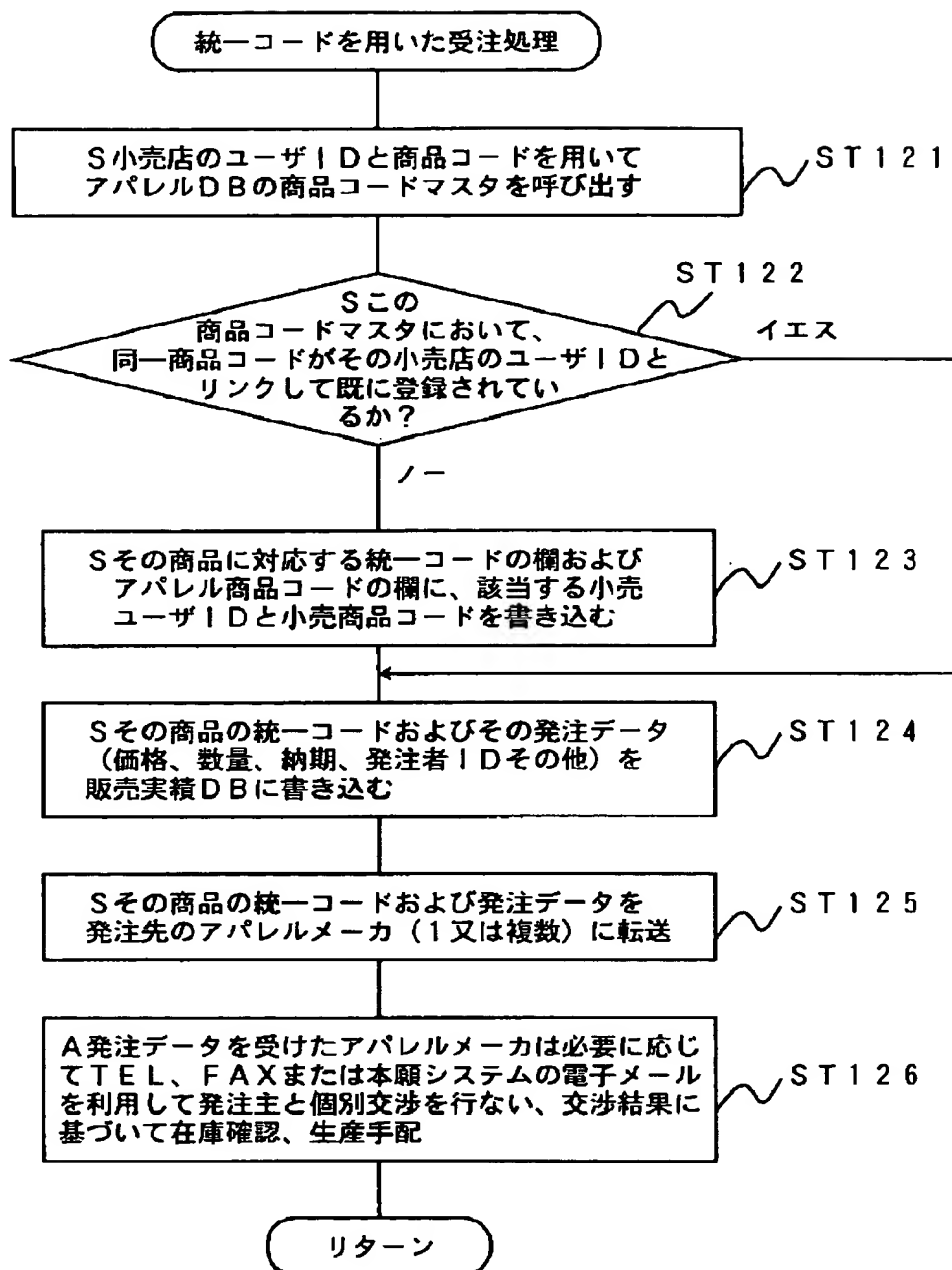 統一コードを用いた受注処理
S小売店のユーザIDと商品コードを用いて
アパレルDBの商品コードマスタを呼び出す
ST121
ST122
Sこの
商品コードマスタにおいて、
同一商品コードがその小売店のユーザIDと
リンクして既に登録されてい
るか？
イエス
ノー
Sその商品に対応する統一コードの欄および
アパレル商品コードの欄に、該当する小売
ユーザIDと小売商品コードを書き込む
ST123
Sその商品の統一コードおよびその発注データ
（価格、数量、納期、発注者IDその他）を
販売実績DBに書き込む
ST124
Sその商品の統一コードおよび発注データを
発注先のアパレルメーカ（1又は複数）に転送
ST125
A発注データを受けたアパレルメーカは必要に応じ
てTEL、FAXまたは本願システムの電子メール
を利用して発注主と個別交渉を行ない、交渉結果に
基づいて在庫確認、生産手配
ST126
リターン